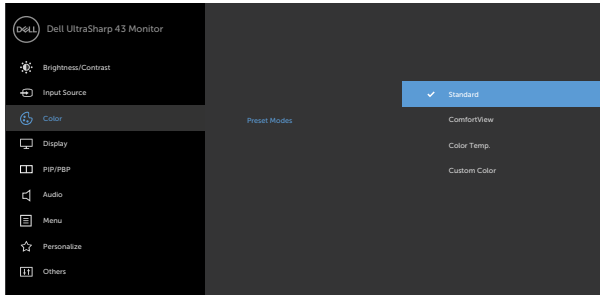 DELL Dell UltraSharp 43 Monitor
Brightness/Contrast
Input Source
Standard
Color Preset Modes ComfortView
Display Color Temp.
PIP/PBP Custom Color
Audio
Menu
Personalize
Others